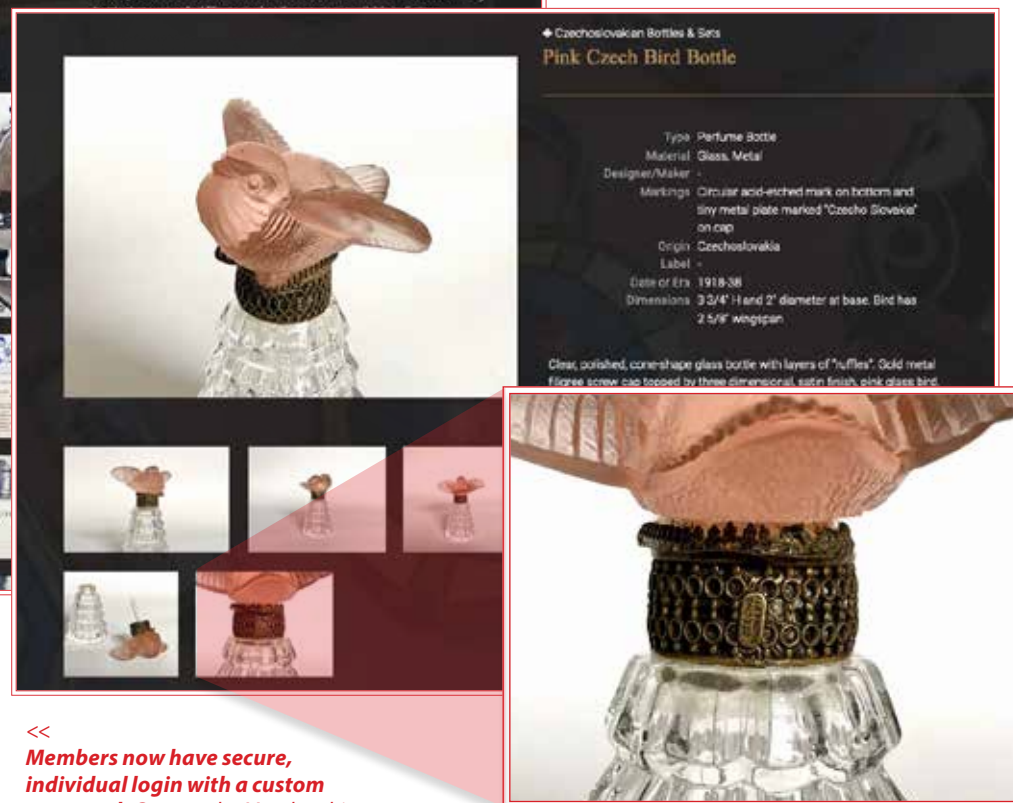 Czechoslovakian Bottles & Sets
Pink Czech Bird Bottle
Type Perfume Bottle
Material Glass, Metal
Designer/Maker -
Markings Circular acid-etched mark on bottom and
tiny metal plate marked "Czecho Slovakia"
on cap
Origin Czechoslovakia
Label -
Date or Era 1918-38
Dimensions 3 3/4" H and 2" diameter at base. Bird has
2 5/8" wingspan
Clear, polished, cone-shape glass bottle with layers of "ruffles". Gold metal
filigree screw cap topped by three dimensional, satin finish, pink glass bird.
<<
Members now have secure,
individual login with a custom